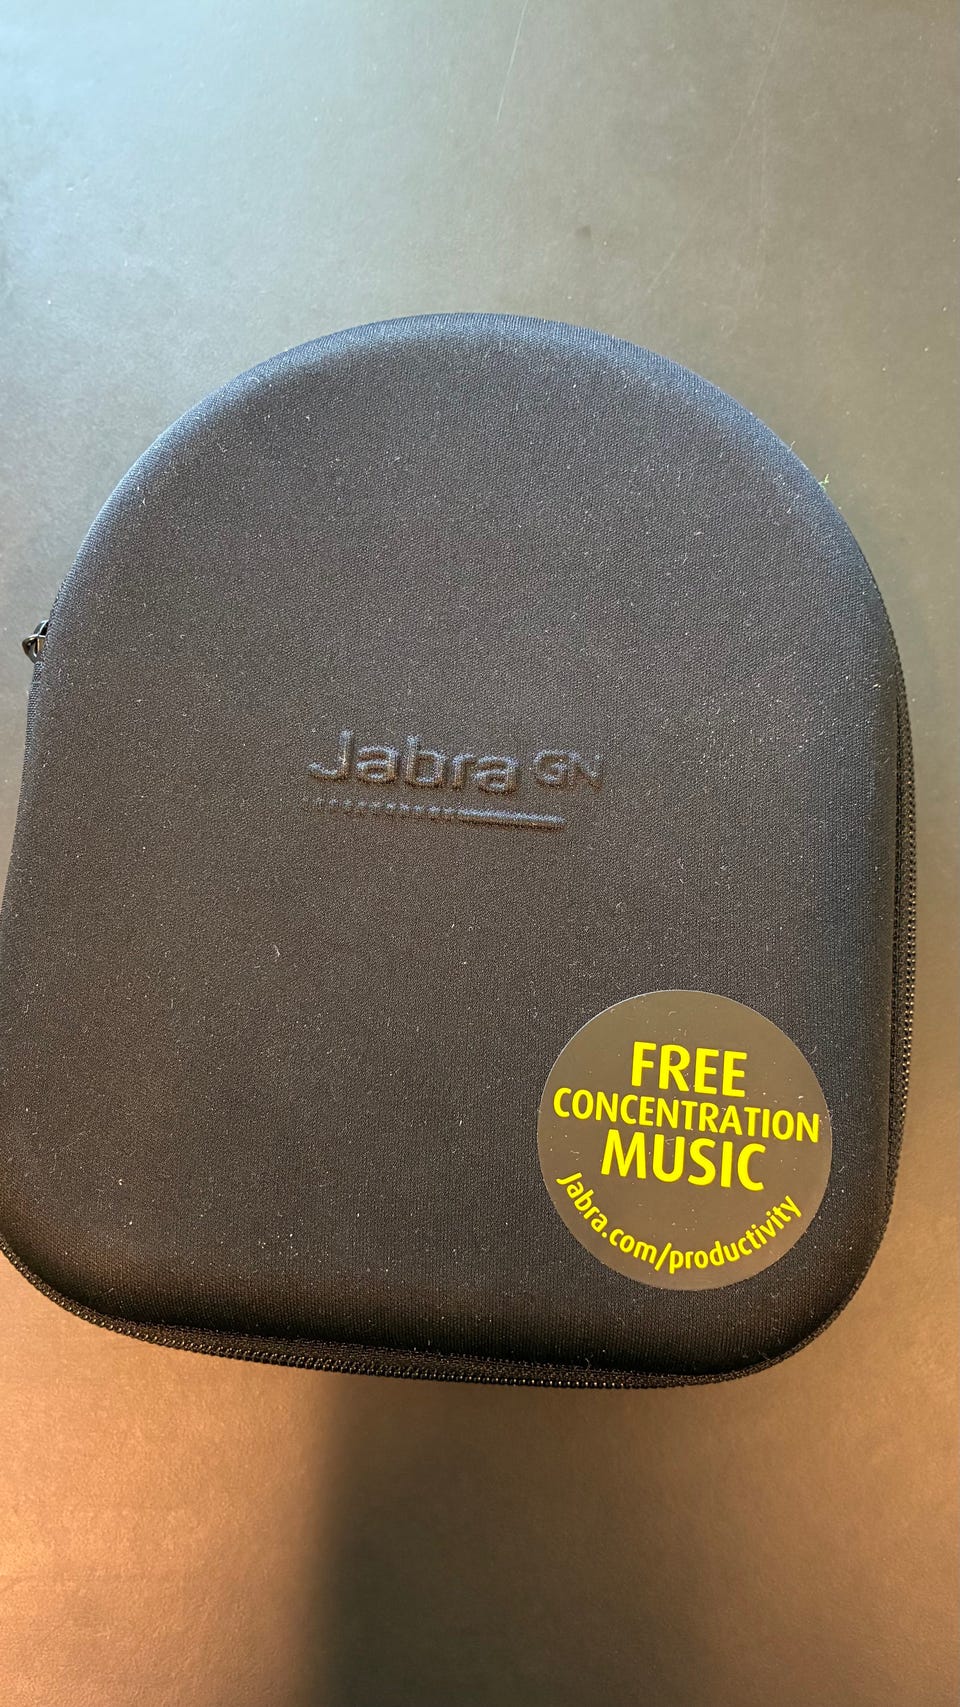 Jabra GN
FREE
CONCENTRATION
MUSIC
Jabra.com/productivity